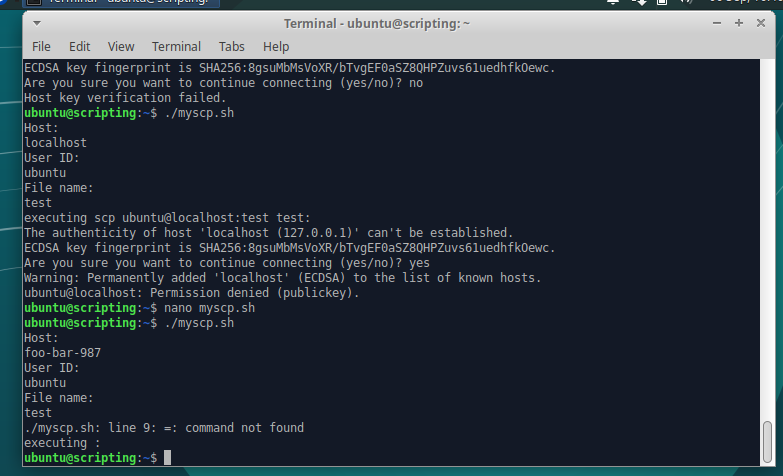 Terminal - ubuntu@scripting: ~
File Edit View Terminal Tabs Help
ECDSA key fingerprint is SHA256:8gsuMbMsVoXR/bTvgEF0aSZ8QHPZuvs61uedhfkOewc.
Are you sure you want to continue connecting (yes/no)? no
Host key verification failed.
ubuntu@scripting:~$ ./myscp.sh
Host:
localhost
User ID:
ubuntu
File name:
test
executing scp ubuntu@localhost:test test:
The authenticity of host 'localhost (127.0.0.1)' can't be established.
ECDSA key fingerprint is SHA256:8gsuMbMsVoXR/bTvgEF0aSZ8QHPZuvs61uedhfkOewc.
Are you sure you want to continue connecting (yes/no)? yes
Warning: Permanently added 'localhost' (ECDSA) to the list of known hosts.
ubuntu@localhost: Permission denied (publickey).
ubuntu@scripting:~$ nano myscp.sh
ubuntu@scripting:~$ ./myscp.sh
Host:
foo-bar-987
User ID:
ubuntu
File name:
test
./myscp.sh: line 9: =: command not found
executing :
ubuntu@scripting:~$